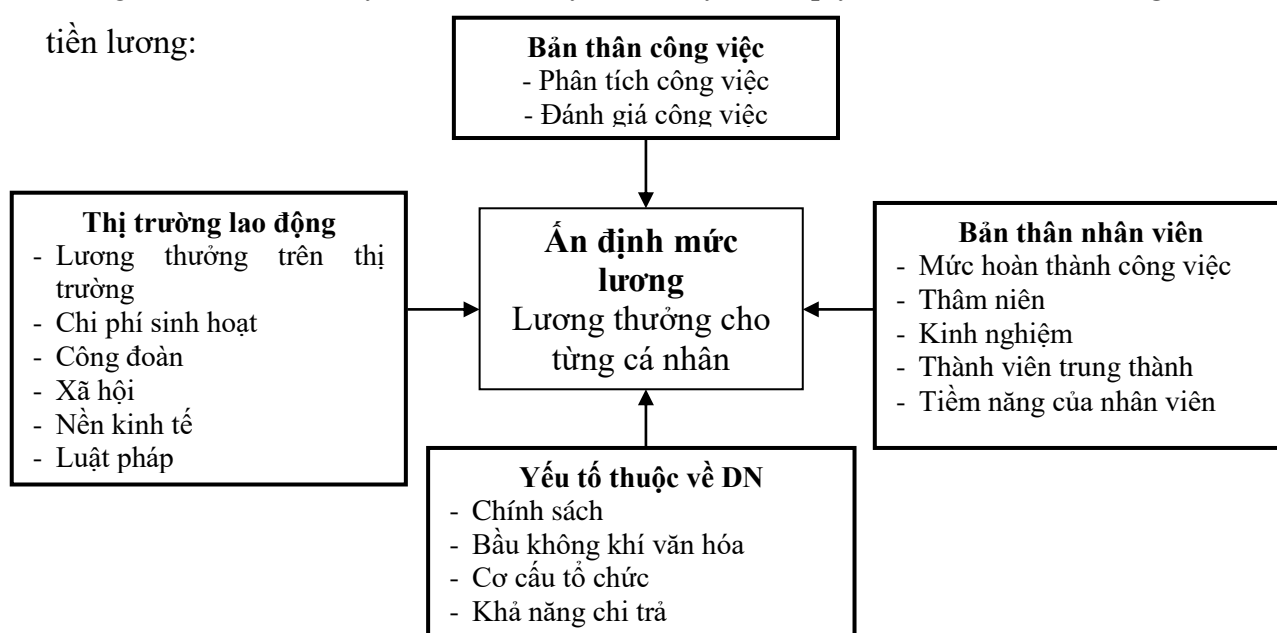 tiền lương:
Bản thân công việc
- Phân tích công việc
- Đánh giá công việc
Thị trường lao động
- Lương thưởng trên thị
trường
- Chi phí sinh hoạt
- Công đoàn
- Xã hội
- Nền kinh tế
- Luật pháp
Ấn định mức
lương
Lương thưởng cho
từng cá nhân
Bản thân nhân viên
- Mức hoàn thành công việc
- Thâm niên
- Kinh nghiệm
- Thành viên trung thành
- Tiềm năng của nhân viên
Yếu tố thuộc về DN
- Chính sách
- Bầu không khí văn hóa
- Cơ cấu tổ chức
- Khả năng chi trả